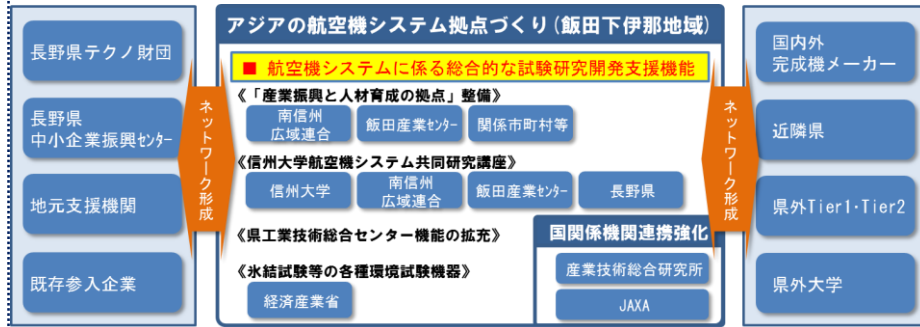 長野県テクノ財団
長野県
中小企業振興ｾﾝﾀｰ
地元支援機関
既存参入企業
ネットワーク形成
アジアの航空機システム拠点づくり(飯田下伊那地域)
■ 航空機システムに係る総合的な試験研究開発支援機能
《「産業振興と人材育成の拠点」整備》
南信州
広域連合
飯田産業ｾﾝﾀｰ
関係市町村等
《信州大学航空機システム共同研究講座》
信州大学
南信州
広域連合
飯田産業ｾﾝﾀｰ
長野県
《県工業技術総合センター機能の拡充》
《氷結試験等の各種環境試験機器》
経済産業省
国関係機関連携強化
産業技術総合研究所
JAXA
ネットワーク形成
国内外
完成機メーカー
近隣県
県外Tier1･Tier2
県外大学